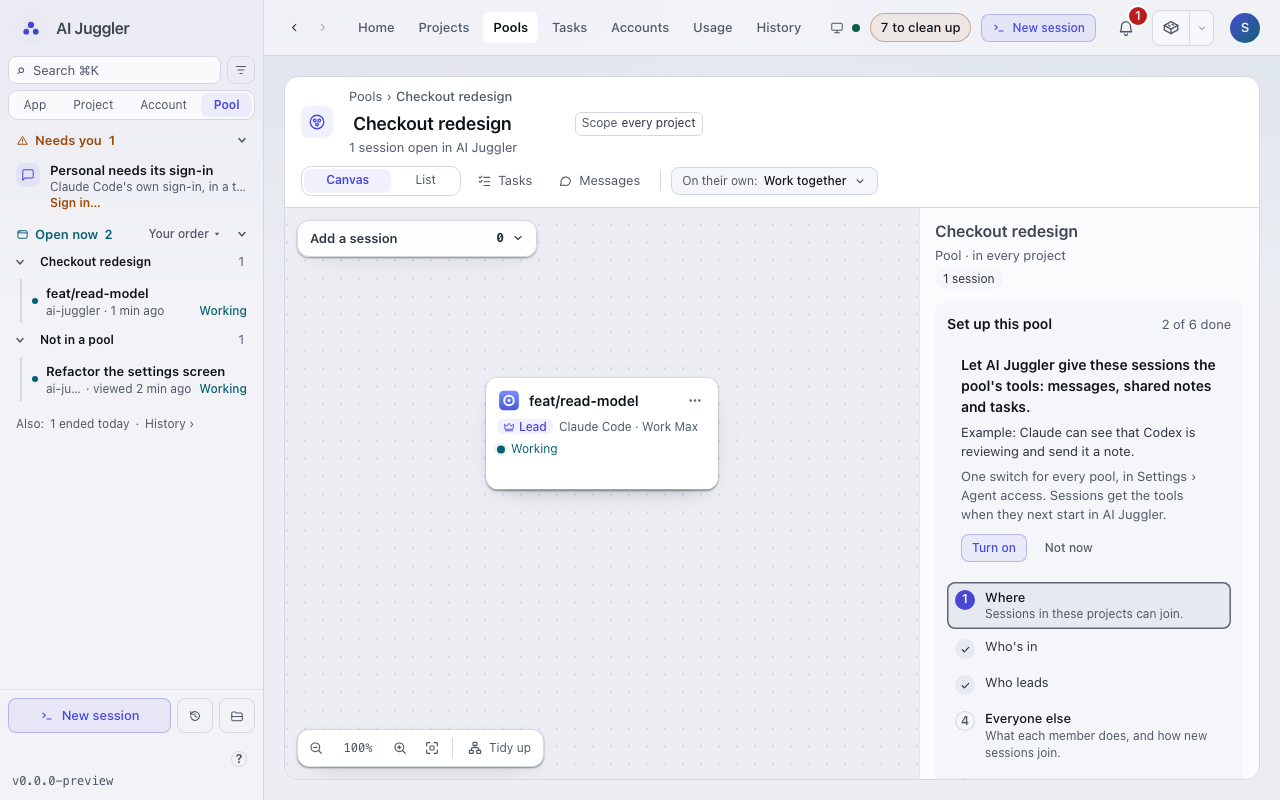 AI Juggler
Search ⌘K
App
Project
Account
Pool
Needs you 1
Personal needs its sign-in
Claude Code's own sign-in, in a t…
Sign in…
Open now 2
Your order
Checkout redesign
1
feat/read-model
ai-juggler · 1 min ago
Working
Not in a pool
1
Refactor the settings screen
ai-ju… · viewed 2 min ago
Working
Also: 1 ended today · History ›
New session
?
v0.0.0-preview
Home
Projects
Pools
Tasks
Accounts
Usage
History
7 to clean up
New session
1
S
Pools › Checkout redesign
Checkout redesign
Scope every project
1 session open in AI Juggler
Canvas
List
Tasks
Messages
On their own: Work together
Add a session
0
feat/read-model
Lead
Claude Code · Work Max
Working
100%
Tidy up
Checkout redesign
Pool · in every project
1 session
Set up this pool
2 of 6 done
Let AI Juggler give these sessions the
pool's tools: messages, shared notes
and tasks.
Example: Claude can see that Codex is
reviewing and send it a note.
One switch for every pool, in Settings ›
Agent access. Sessions get the tools
when they next start in AI Juggler.
Turn on
Not now
1
Where
Sessions in these projects can join.
Who's in
Who leads
4
Everyone else
What each member does, and how new
sessions join.